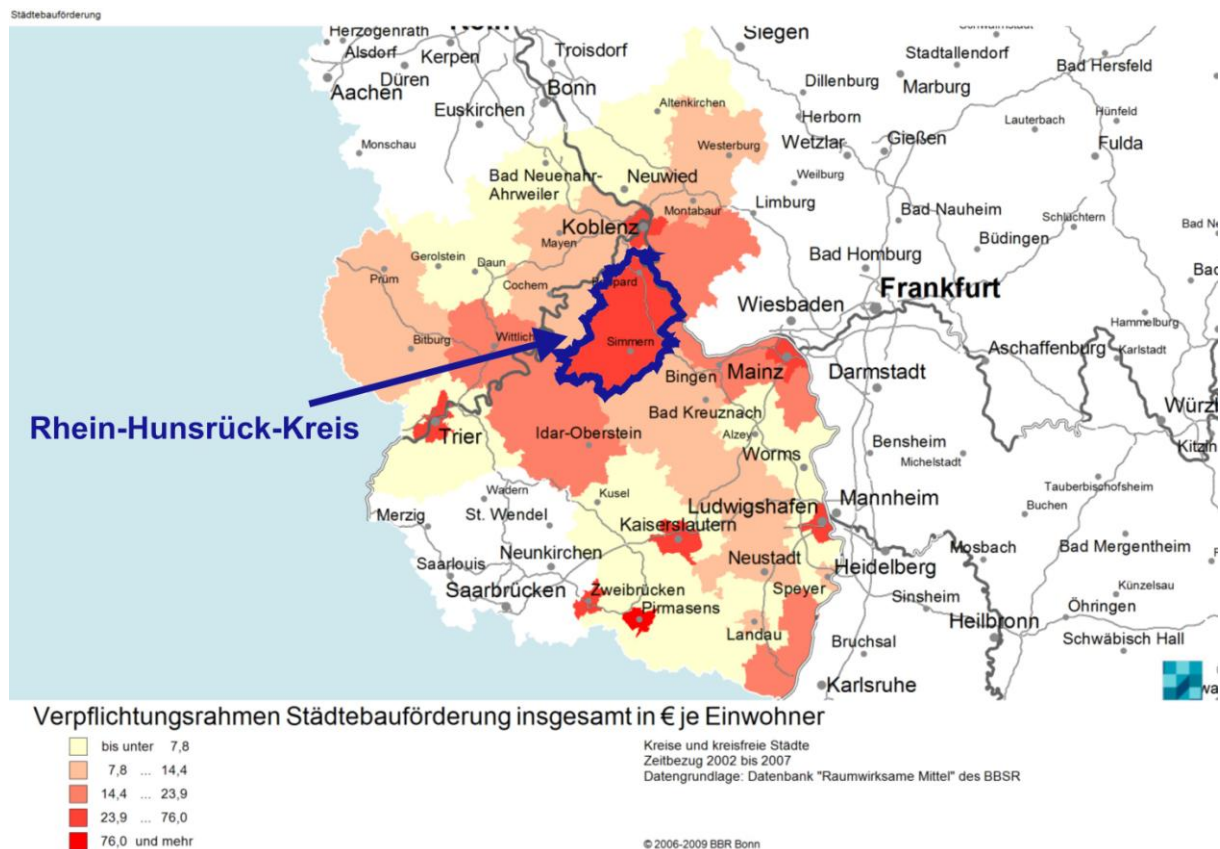 Städtebauförderung
Herzogenrath
Alsdorf
Kerpen
Troisdorf
Siegen
Stadtallendorf
Bad Hersfeld
Düren
Aachen
Bonn
Dillenburg
Marburg
Euskirchen
Altenkirchen
Herborn
Lauterbach
Hünfeld
Monschau
Westerburg
Wetzlar
Gießen
Fulda
Bad Neuenahr-
Ahrweiler
Neuwied
Weilburg
Montabaur
Limburg
Bad Nauheim
Schlüchtern
Koblenz
Mayen
Büdingen
Gerolstein
Daun
Bad Homburg
Prüm
Cochem
Frankfurt
Wiesbaden
Hammelburg
Bitburg
Wittlich
Simmern
Aschaffenburg
Karlstadt
Bingen
Mainz
Darmstadt
Bad Kreuznach
Rhein-Hunsrück-Kreis
Trier
Idar-Oberstein
Alzey
Worms
Bensheim
Michelstadt
Tauberbischofsheim
Wadern
Kusel
Merzig
St. Wendel
Ludwigshafen
Mannheim
Buchen
Kaiserslautern
Saarlouis
Neunkirchen
Neustadt
Heidelberg
Mosbach
Bad Mergentheim
Saarbrücken
Zweibrücken
Speyer
Sinsheim
Künzelsau
Pirmasens
Öhringen
Landau
Bruchsal
Heilbronn
Schwäbisch Hall
Karlsruhe
Verpflichtungsrahmen Städtebauförderung insgesamt in € je Einwohner
bis unter 7,8
7,8 ... 14,4
14,4 ... 23,9
23,9 ... 76,0
76,0 und mehr
Kreise und kreisfreie Städte
Zeitbezug 2002 bis 2007
Datengrundlage: Datenbank "Raumwirksame Mittel" des BBSR
© 2006-2009 BBR Bonn